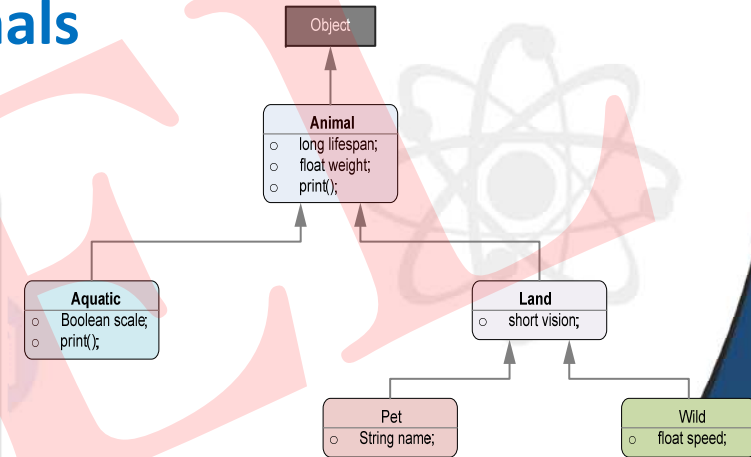 nals
Object
Animal
○ long lifespan;
○ float weight;
○ print();
Aquatic
○ Boolean scale;
○ print();
Land
○ short vision;
Pet
○ String name;
Wild
○ float speed;